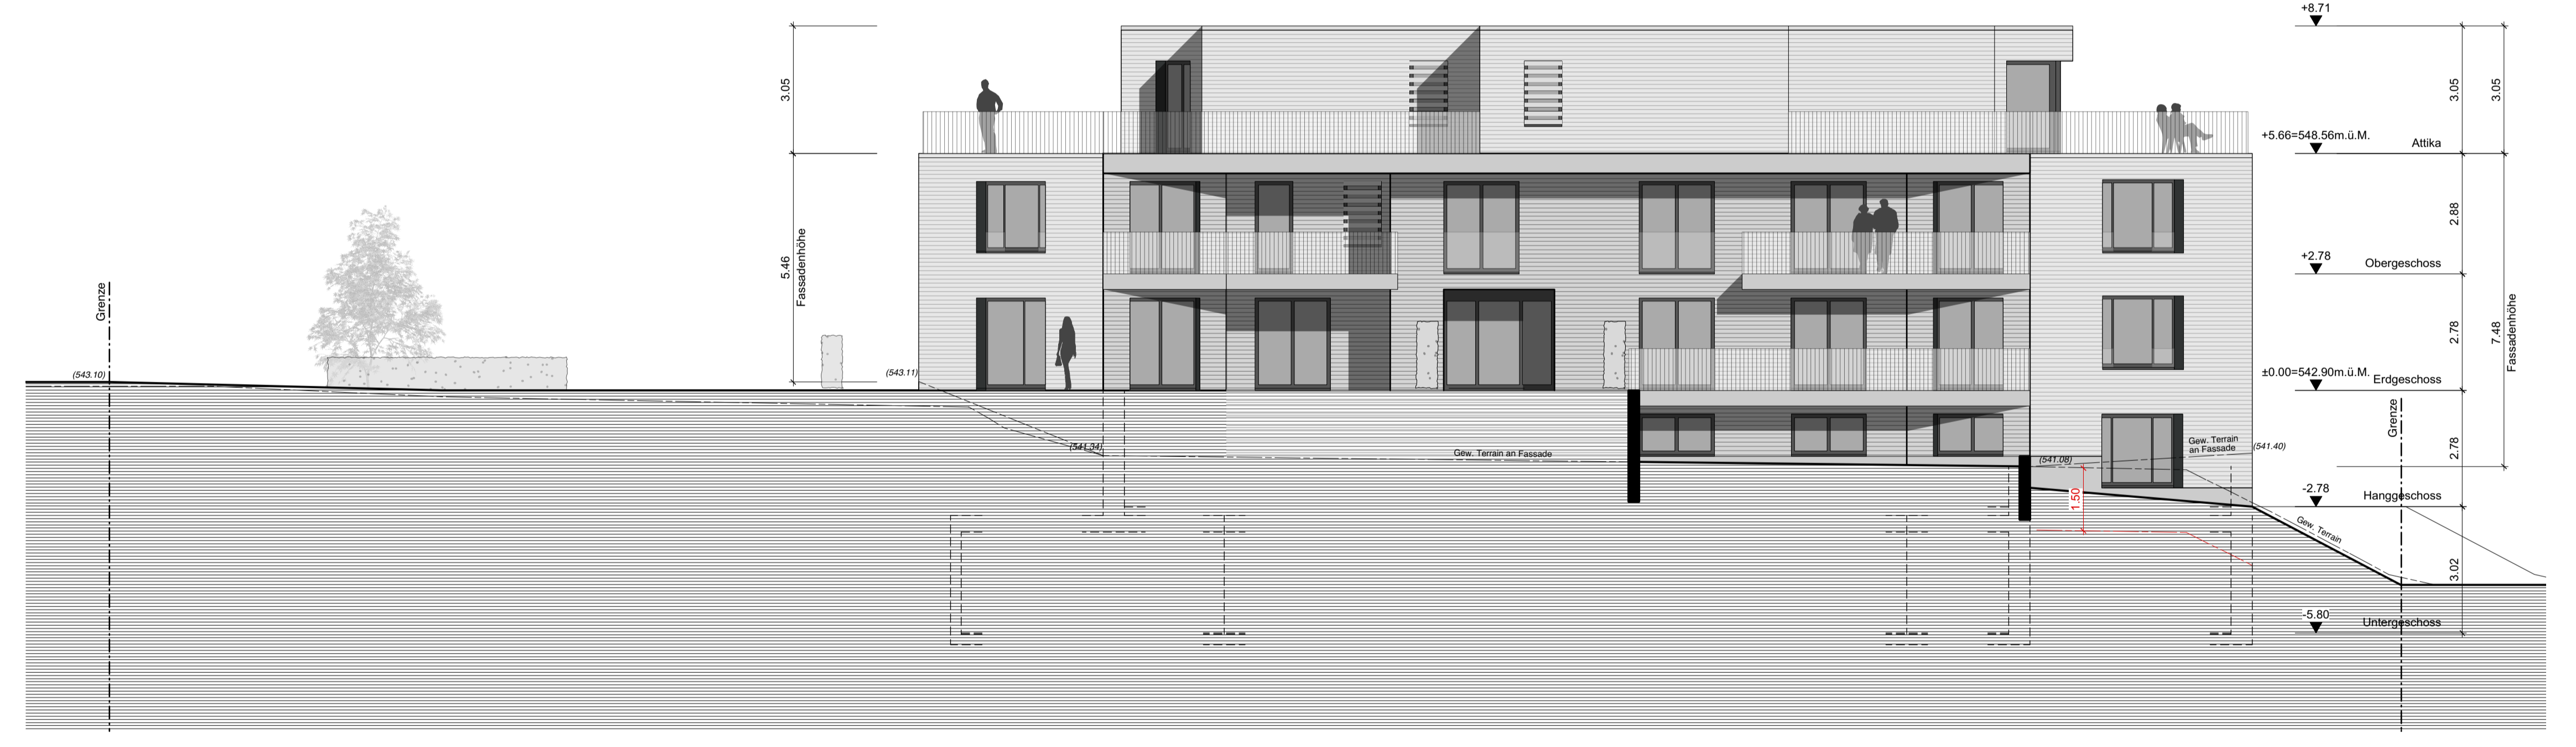 +8.71
3.05
3.05
3.05
+5.66=548.56m.ü.M.
Attika
2.88
Fassadenhöhe
5.46
+2.78
Obergeschoss
Grenze
2.78
7.48
Fassadenhöhe
(543.10)
(543.11)
±0.00=542.90m.ü.M.
Erdgeschoss
Grenze
(541.34)
Gew. Terrain an Fassade
(541.08)
Gew. Terrain
an Fassade
(541.40)
2.78
1.50
-2.78
Hanggeschoss
Gew. Terrain
3.02
-5.80
Untergeschoss